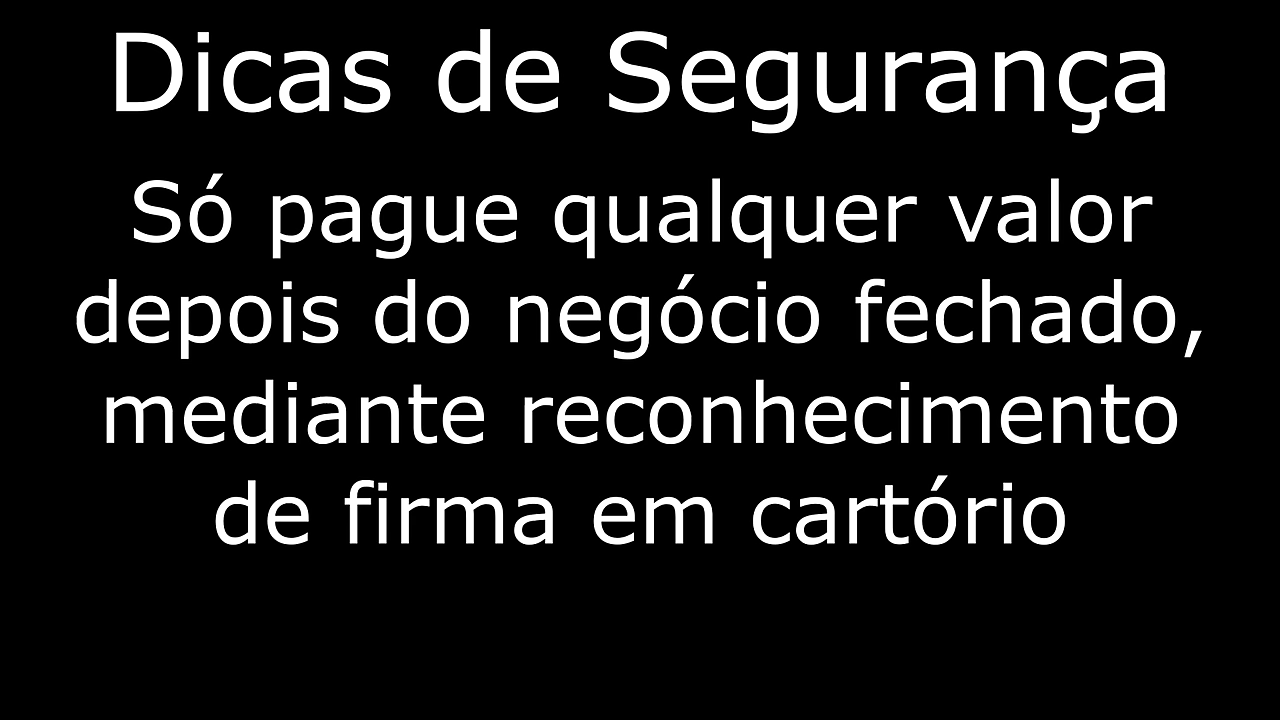 Dicas de Segurança
Só pague qualquer valor
depois do negócio fechado,
mediante reconhecimento
de firma em cartório